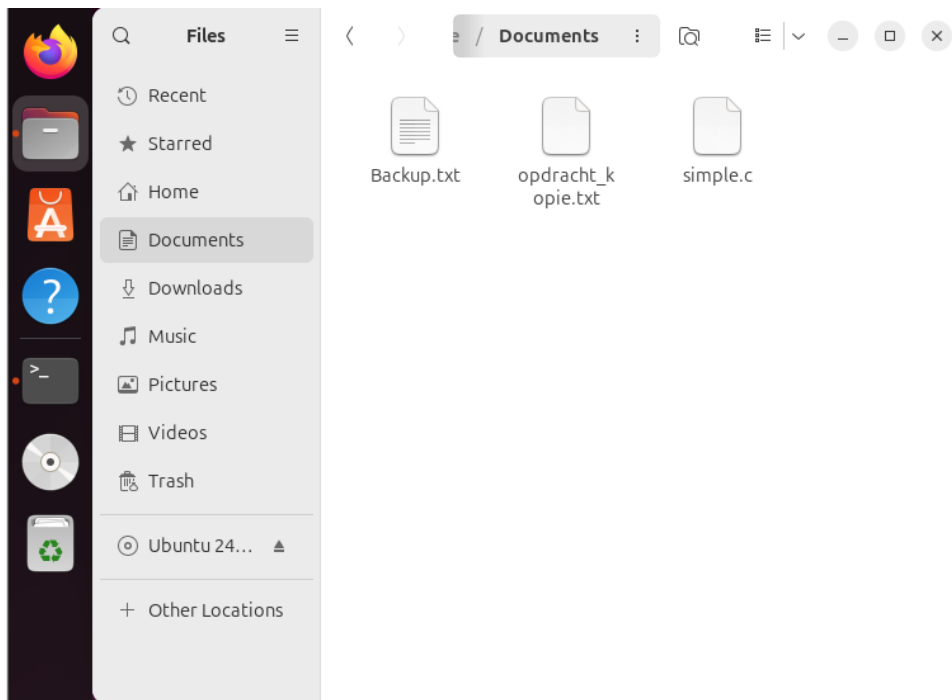 Files
e / Documents
Recent
Starred
Home
Documents
Downloads
Music
Pictures
Videos
Trash
Ubuntu 24...
+ Other Locations
Backup.txt
opdracht_k
opie.txt
simple.c
>_
A
?